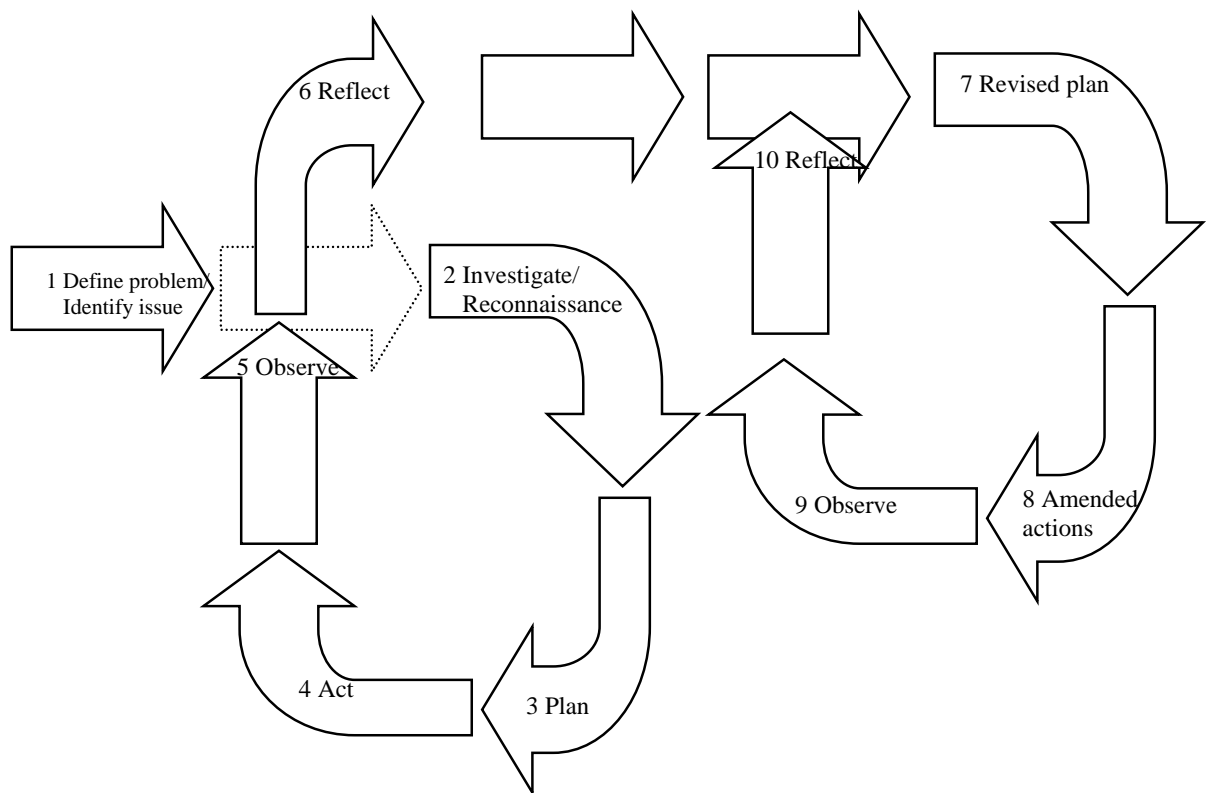 1 Define problem/
Identify issue
2 Investigate/
Reconnaissance
3 Plan
4 Act
5 Observe
6 Reflect
7 Revised plan
8 Amended
actions
9 Observe
10 Reflect